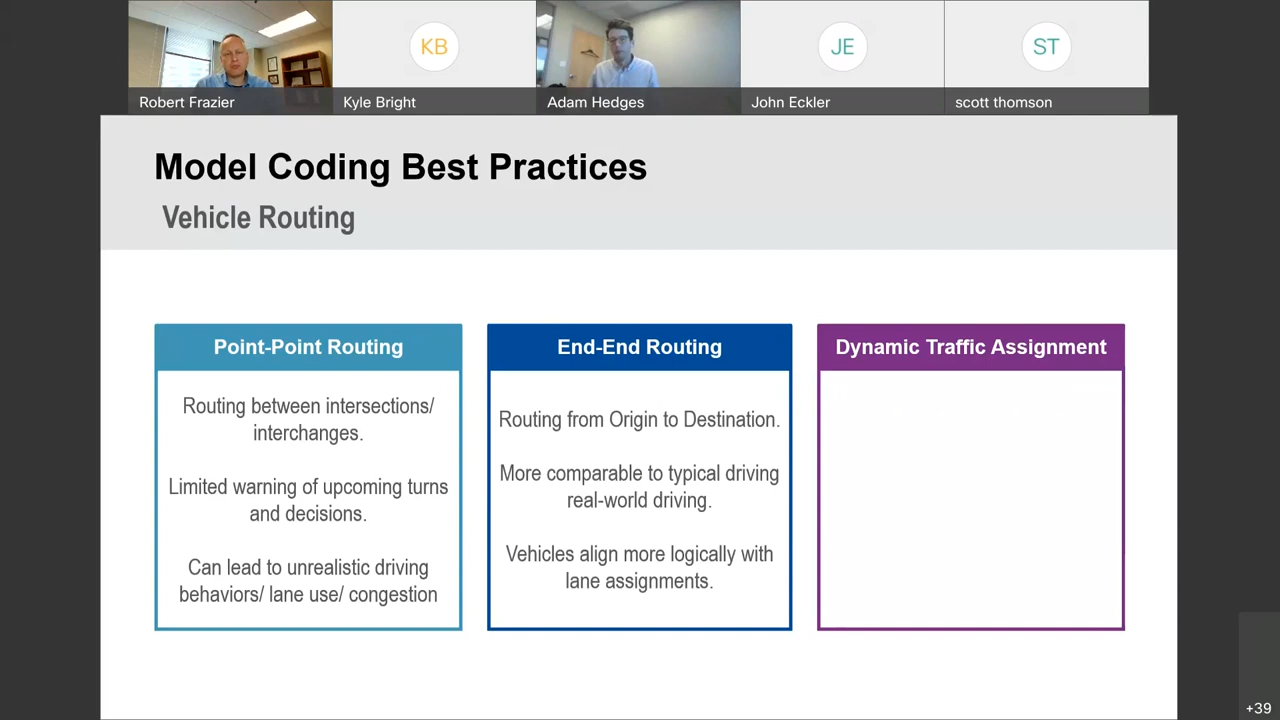 KB
JE
ST
Robert Frazier
Kyle Bright
Adam Hedges
John Eckler
scott thomson
Model Coding Best Practices
Vehicle Routing
Point-Point Routing
Routing between intersections/
interchanges.
Limited warning of upcoming turns
and decisions.
Can lead to unrealistic driving
behaviors/ lane use/ congestion
End-End Routing
Routing from Origin to Destination.
More comparable to typical driving
real-world driving.
Vehicles align more logically with
lane assignments.
Dynamic Traffic Assignment
+39